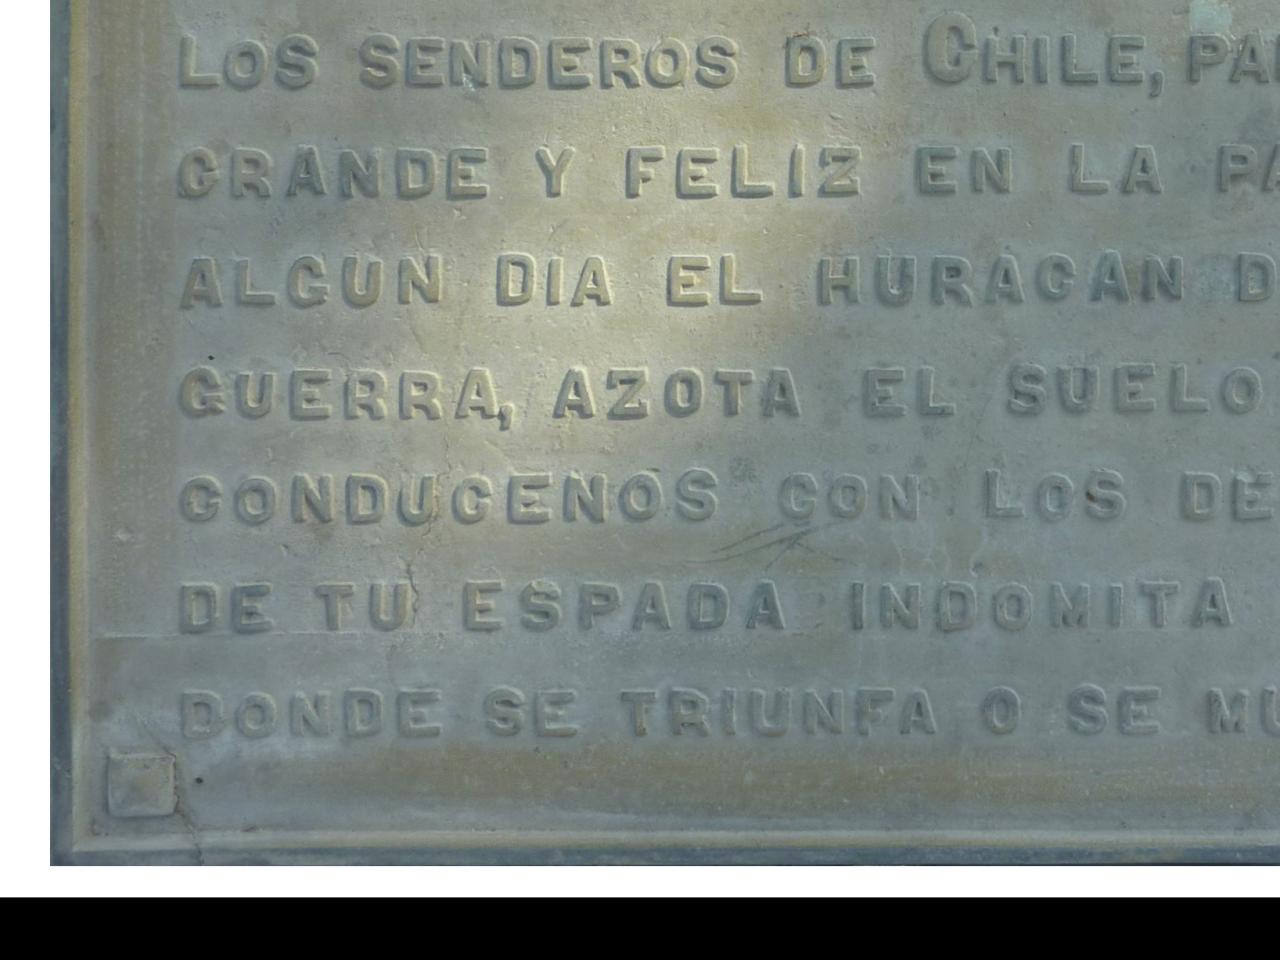 LOS SENDEROS DE CHILE,
GRANDE Y FELIZ EN LA
ALGUN DIA EL HURACAN
GUERRA, AZOTA EL SUELO
CONDUCENOS CON LOS
DE TU ESPADA INDOMITA
DONDE SE TRIUNFA O SE